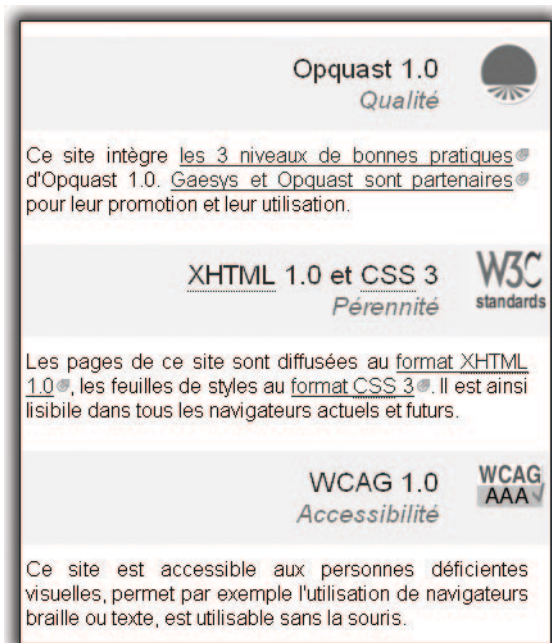 Opquast 1.0
Qualité
Ce site intègre les 3 niveaux de bonnes pratiques
d'Opquast 1.0. Gaesys et Opquast sont partenaires
pour leur promotion et leur utilisation.
XHTML 1.0 et CSS 3
Pérennité
W3C
standards
Les pages de ce site sont diffusées au format XHTML
1.0, les feuilles de styles au format CSS 3. Il est ainsi
lisibile dans tous les navigateurs actuels et futurs.
WCAG 1.0
Accessibilité
WCAG
AAA
Ce site est accessible aux personnes déficientes
visuelles, permet par exemple l'utilisation de navigateurs
braille ou texte, est utilisable sans la souris.